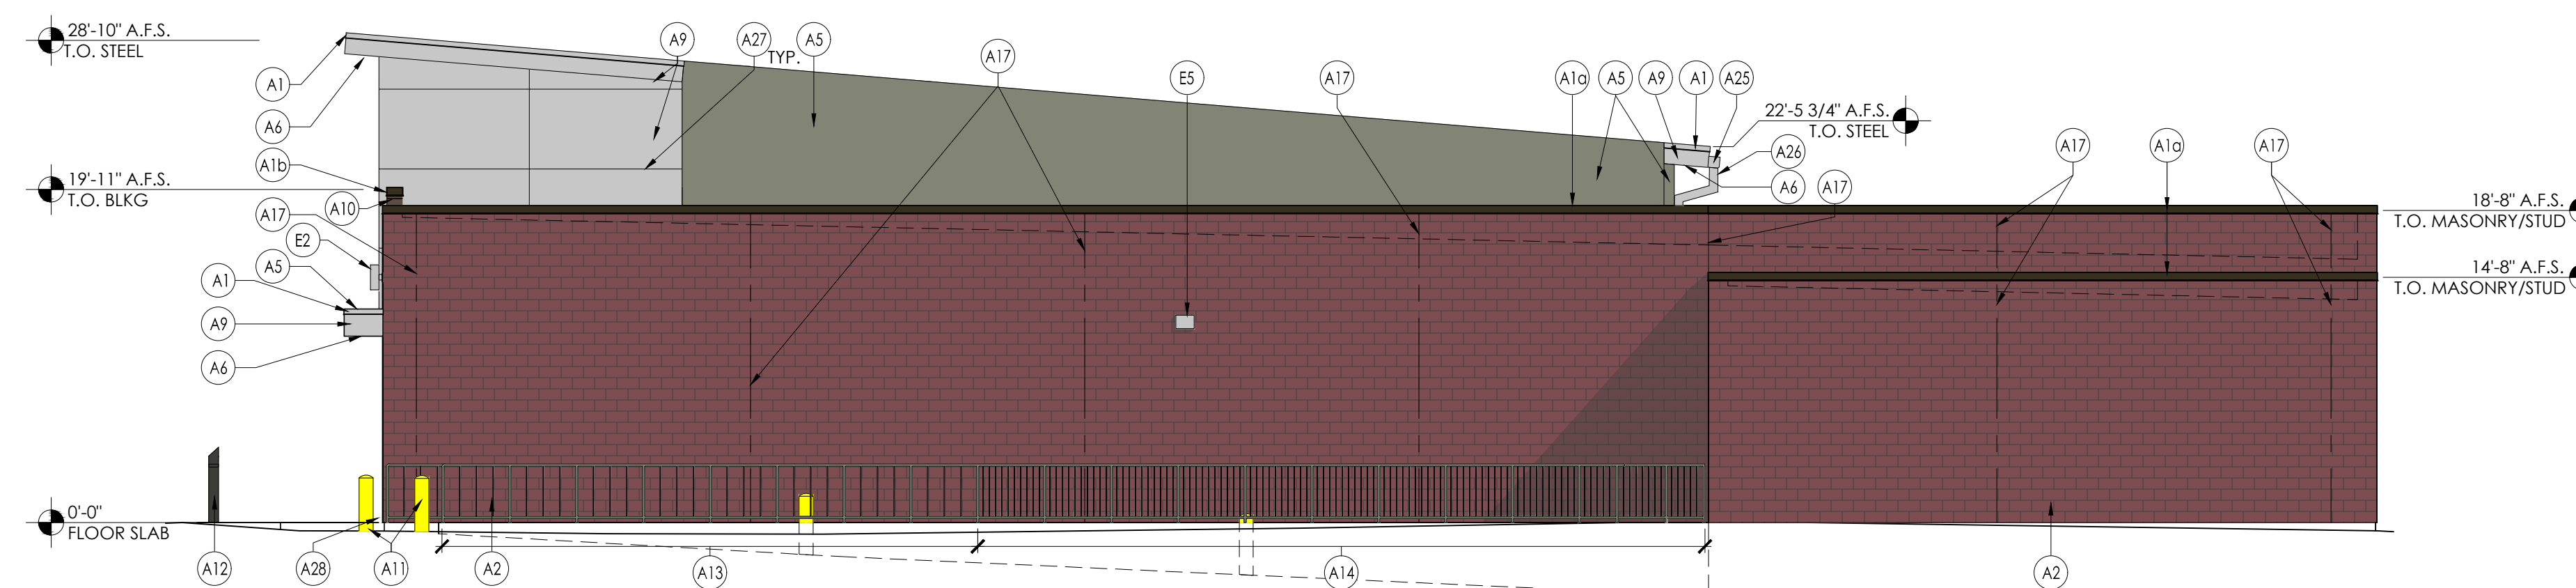 28'-10" A.F.S.
T.O. STEEL
A9
A27
TYP.
A5
A17
E5
A17
A1a
A5
A9
A1
A25
A1
A6
22'-5 3/4" A.F.S.
T.O. STEEL
A17
A1a
A17
A26
A1b
19'-11" A.F.S.
T.O. BLKG
A6
A17
A10
A17
18'-8" A.F.S.
T.O. MASONRY/STUD
E2
A5
A1
14'-8" A.F.S.
T.O. MASONRY/STUD
A9
A6
0'-0"
FLOOR SLAB
A12
A28
A11
A2
A13
A14
A2